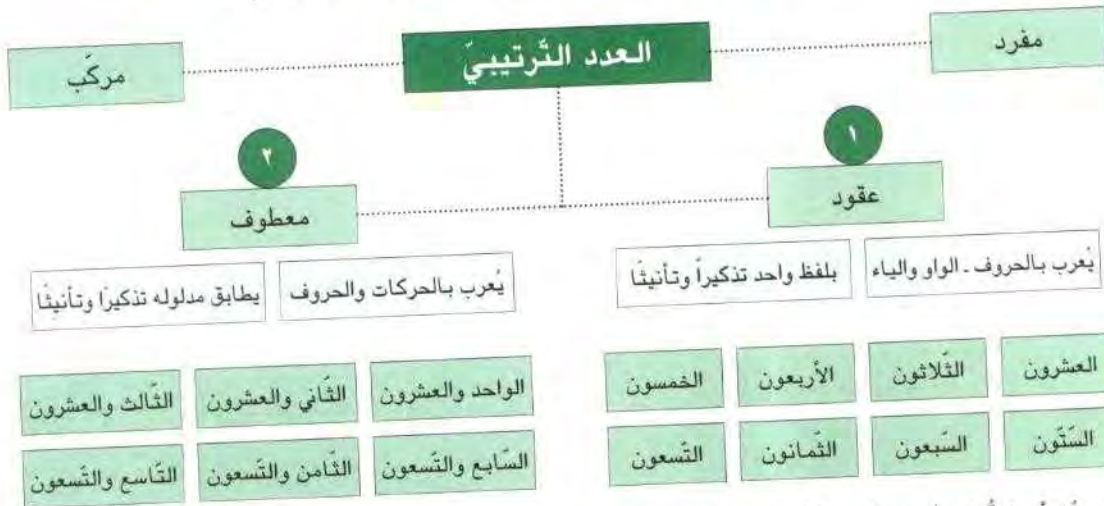 مفرد
العدد التّرتيبيّ
مركّب
١
٢
عقود
معطوف
يُعرب بالحروف ـ الواو والياء
بلفظ واحد تذكيراً وتأنيثًا
يُعرب بالحركات والحروف
يطابق مدلوله تذكيرًا وتأنيثًا
العشرون
الثّلاثون
الأربعون
الخمسون
السّتّون
السّبعون
الثّمانون
التّسعون
الواحد والعشرون
الثّاني والعشرون
الثّالث والعشرون
السّابع والتّسعون
الثّامن والتّسعون
التّاسع والتّسعون